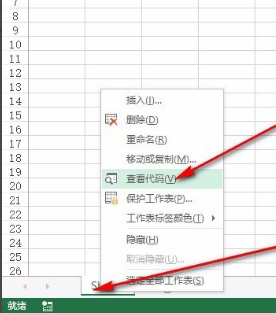 7
8
9
10
11
12
13
14
15
16
17
18
19
20
21
22
23
24
25
26
插入(I)...
删除(D)
重命名(R)
移动或复制(M)...
查看代码(V)
保护工作表(P)...
工作表标签颜色(T)
隐藏(H)
取消隐藏(U)...
选定全部工作表(S)
就绪